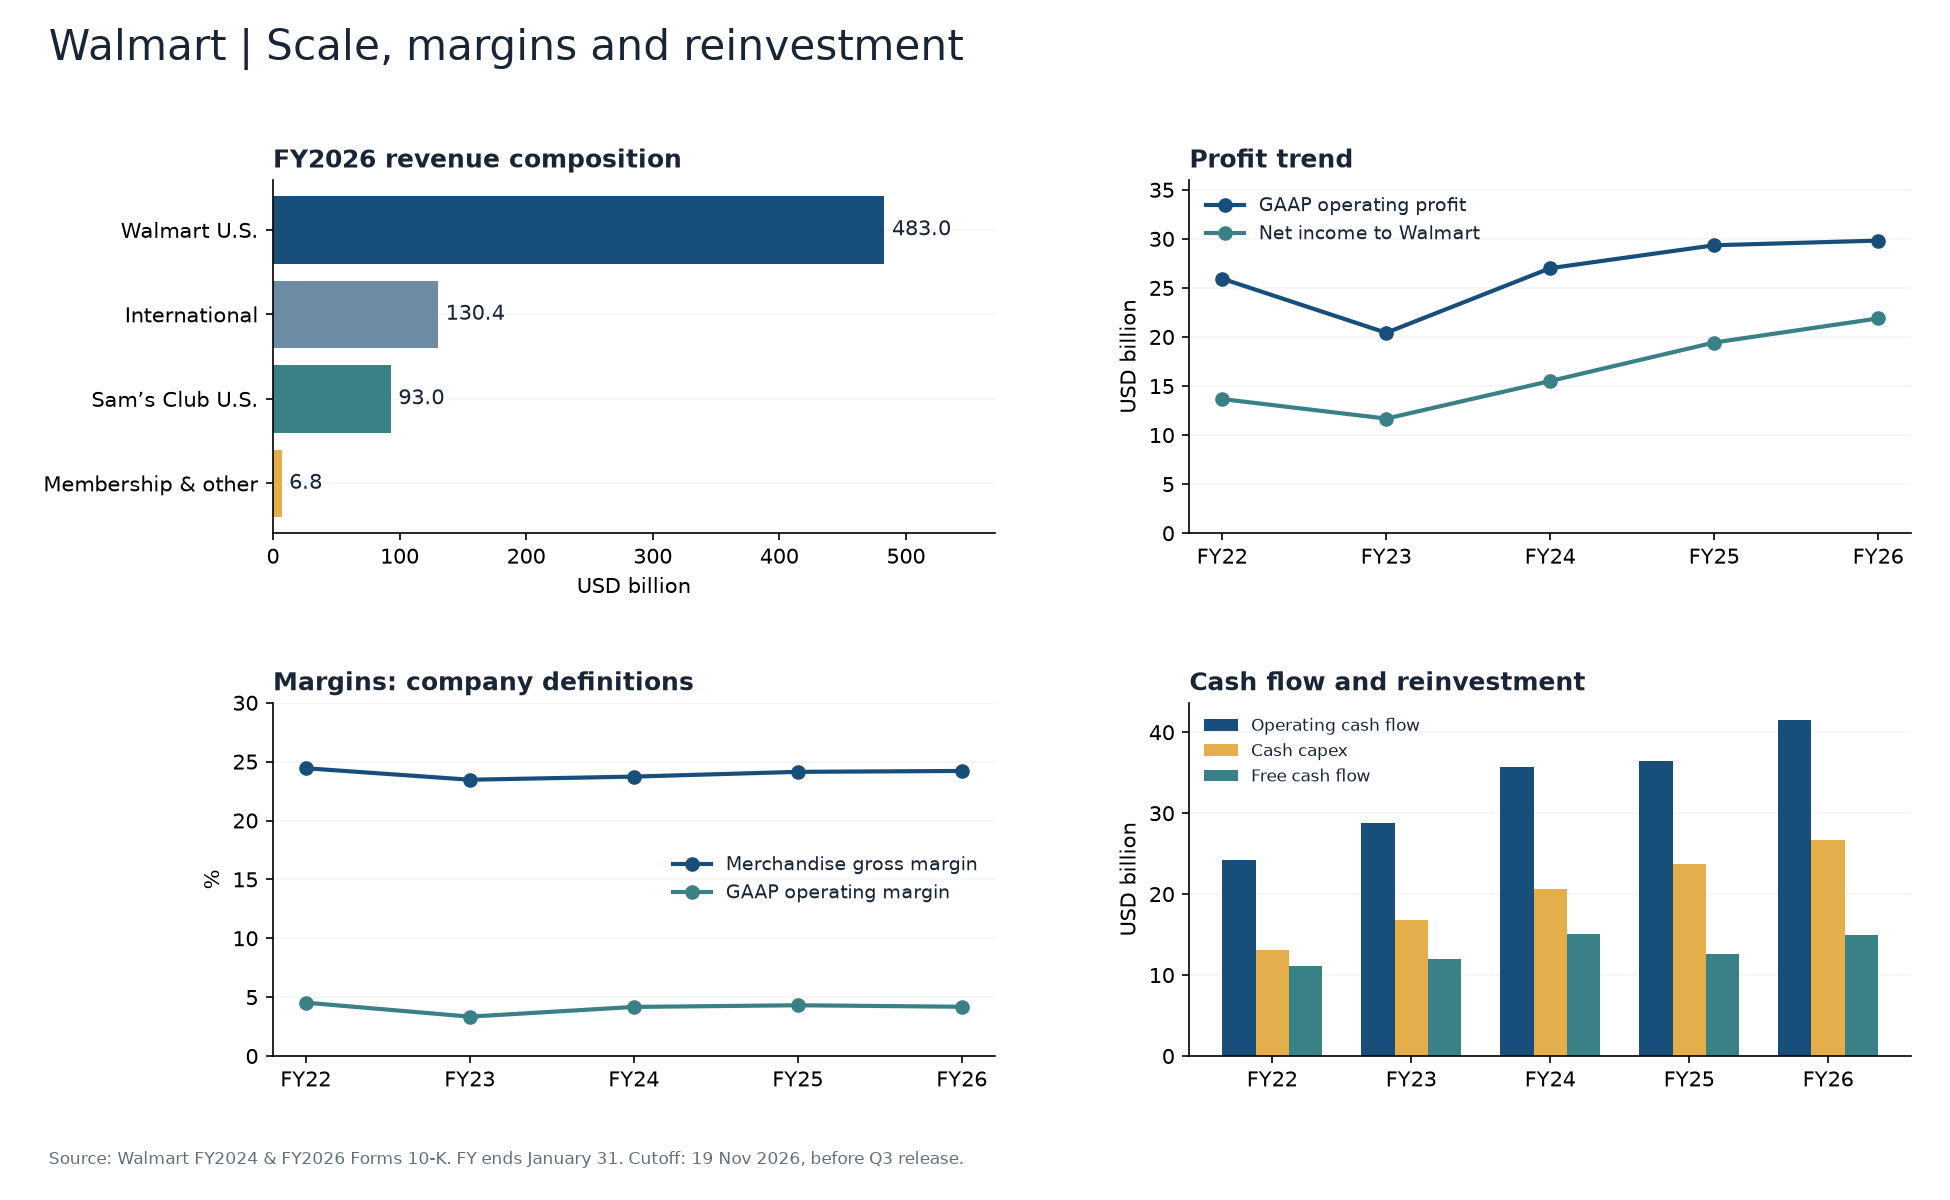 Walmart | Scale, margins and reinvestment
FY2026 revenue composition
Walmart U.S.
483.0
International
130.4
Sam’s Club U.S.
93.0
Membership & other
6.8
0 100 200 300 400 500
USD billion
Profit trend
GAAP operating profit
Net income to Walmart
35
30
25
20
15
10
5
0
USD billion
FY22 FY23 FY24 FY25 FY26
Margins: company definitions
30
25
20
15
10
5
0
%
Merchandise gross margin
GAAP operating margin
FY22 FY23 FY24 FY25 FY26
Cash flow and reinvestment
Operating cash flow
Cash capex
Free cash flow
40
30
20
10
0
USD billion
FY22 FY23 FY24 FY25 FY26
Source: Walmart FY2024 & FY2026 Forms 10-K. FY ends January 31. Cutoff: 19 Nov 2026, before Q3 release.